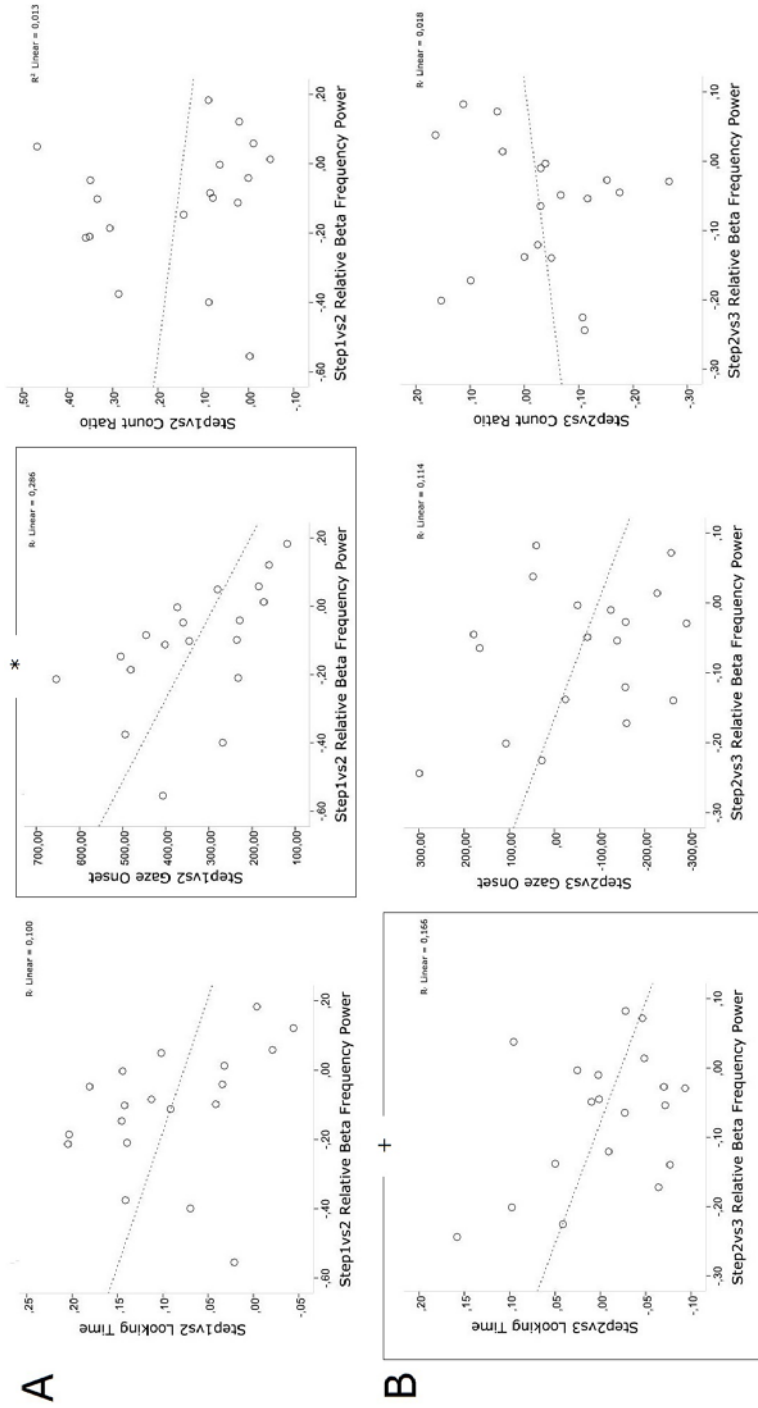 A
R² Linear = 0,100
Step1vs2 Looking Time
,25
,20
,15
,10
,05
,00
-,05
-,60 -,40 -,20 ,00 ,20
Step1vs2 Relative Beta Frequency Power
*
R² Linear = 0,286
Step1vs2 Gaze Onset
700,00
600,00
500,00
400,00
300,00
200,00
100,00
-,60 -,40 -,20 ,00 ,20
Step1vs2 Relative Beta Frequency Power
R² Linear = 0,013
Step1vs2 Count Ratio
,50
,40
,30
,20
,10
,00
-,10
-,60 -,40 -,20 ,00 ,20
Step1vs2 Relative Beta Frequency Power
B
+
R² Linear = 0,166
Step2vs3 Looking Time
,20
,15
,10
,05
,00
-,05
-,10
-,30 -,20 -,10 ,00 ,10
Step2vs3 Relative Beta Frequency Power
R² Linear = 0,114
Step2vs3 Gaze Onset
300,00
200,00
100,00
,00
-100,00
-200,00
-300,00
-,30 -,20 -,10 ,00 ,10
Step2vs3 Relative Beta Frequency Power
R² Linear = 0,018
Step2vs3 Count Ratio
,20
,10
,00
-,10
-,20
-,30
-,30 -,20 -,10 ,00 ,10
Step2vs3 Relative Beta Frequency Power